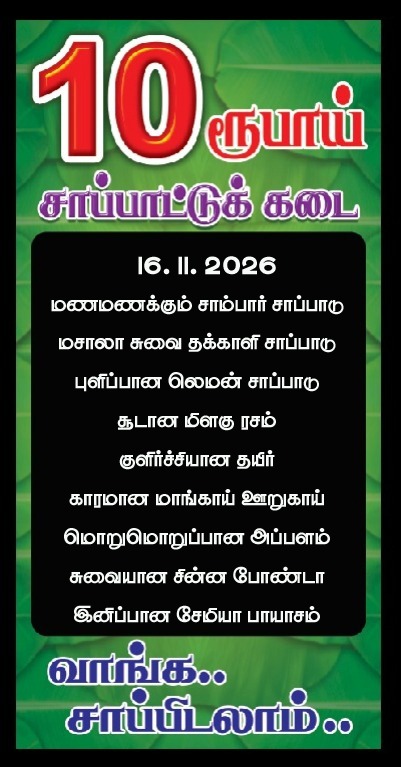 10 ரூபாய்
சாப்பாட்டுக் கடை
16. 11. 2026
மணமணக்கும் சாம்பார் சாப்பாடு
மசாலா சுவை தக்காளி சாப்பாடு
புளிப்பான லெமன் சாப்பாடு
சூடான மிளகு ரசம்
குளிர்ச்சியான தயிர்
காரமான மாங்காய் ஊறுகாய்
மொறுமொறுப்பான அப்பளம்
சுவையான சின்ன போண்டா
இனிப்பான சேமியா பாயாசம்
வாங்க..
சாப்பிடலாம்..